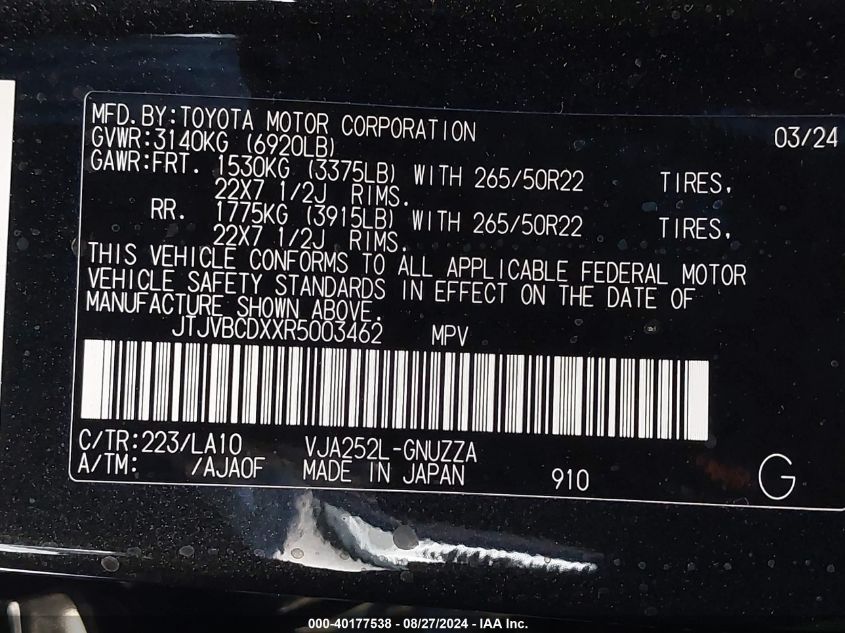 MFD.BY:TOYOTA MOTOR CORPORATION 03/24
GVWR:3140KG (6920LB)
GAWR:FRT. 1530KG (3375LB) WITH 265/50R22 TIRES,
22X7 1/2J RIMS.
RR. 1775KG (3915LB) WITH 265/50R22 TIRES,
22X7 1/2J RIMS.
THIS VEHICLE CONFORMS TO ALL APPLICABLE FEDERAL MOTOR
VEHICLE SAFETY STANDARDS IN EFFECT ON THE DATE OF
MANUFACTURE SHOWN ABOVE.
JTJVBCDXXR5003462 MPV
C/TR:223/LA10 VJA252L-GNUZZA
A/TM: /AJA0F MADE IN JAPAN 910 G
000-40177538 - 08/27/2024 - IAA Inc.